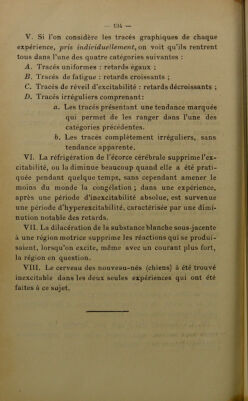 — 134 —
V. Si l'on considère les tracés graphiques de chaque
expérience, pris individuellement, on voit qu'ils rentrent
tous dans l'une des quatre catégories suivantes :
A. Tracés uniformes : retards égaux ;
B. Tracés de fatigue : retards croissants ;
C. Tracés de réveil d'excitabilité : retards décroissants ;
D. Tracés irréguliers comprenant:
a. Les tracés présentant une tendance marquée
qui permet de les ranger dans l'une des
catégories précédentes.
b. Les tracés complètement irréguliers, sans
tendance apparente.
VI. La réfrigération de l'écorce cérébrale supprime l'ex-
citabilité, ou la diminue beaucoup quand elle a été prati-
quée pendant quelque temps, sans cependant amener le
moins du monde la congélation ; dans une expérience,
après une période d'inexcitabilité absolue, est survenue
une période d'hyperexcitabilité, caractérisée par une dimi-
nution notable des retards.
VII. La dilacération de la substance blanche sous-jacente
à une région motrice supprime les réactions qui se produi-
saient, lorsqu'on excite, même avec un courant plus fort,
la région en question.
VIII. Le cerveau des nouveau-nés (chiens) à été trouvé
inexcitable dans les deux seules expériences qui ont été
faites à ce sujet.